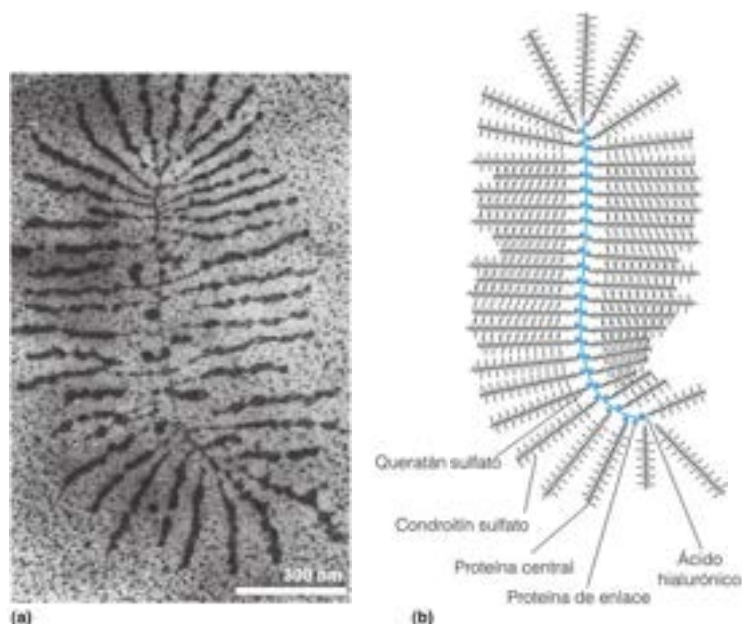 300 nm
Queratán sulfato
Condroitín sulfato
Proteína central
Proteína de enlace
Ácido
hialurónico
(a)
(b)